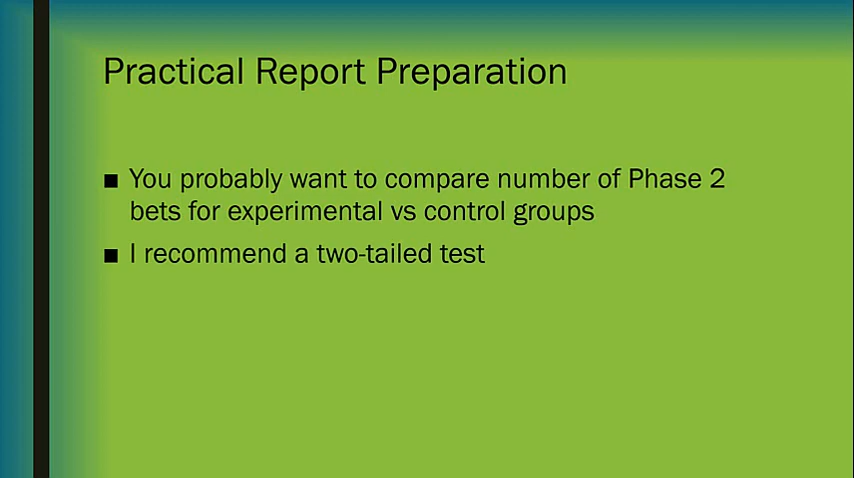 Practical Report Preparation
■ You probably want to compare number of Phase 2
bets for experimental vs control groups
■ I recommend a two-tailed test